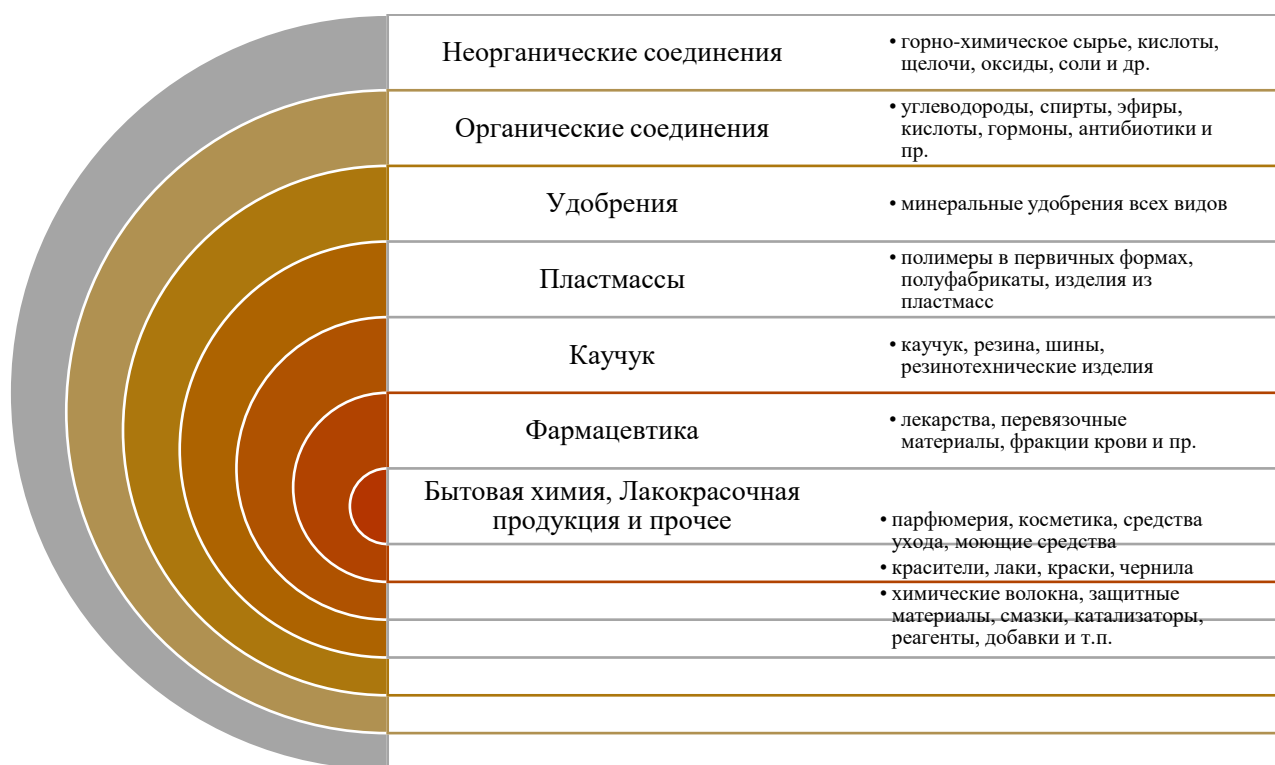 Неорганические соединения
• горно-химическое сырье, кислоты,
щелочи, оксиды, соли и др.
Органические соединения
• углеводороды, спирты, эфиры,
кислоты, гормоны, антибиотики и
пр.
Удобрения
• минеральные удобрения всех видов
Пластмассы
• полимеры в первичных формах,
полуфабрикаты, изделия из
пластмасс
Каучук
• каучук, резина, шины,
резинотехнические изделия
Фармацевтика
• лекарства, перевязочные
материалы, фракции крови и пр.
Бытовая химия, Лакокрасочная
продукция и прочее
• парфюмерия, косметика, средства
ухода, моющие средства
• красители, лаки, краски, чернила
• химические волокна, защитные
материалы, смазки, катализаторы,
реагенты, добавки и т.п.